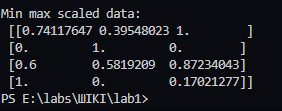 Min max scaled data:
[[0.74117647 0.39548023 1.        ]
[0.         1.         0.        ]
[0.6        0.5819209  0.87234043]
[1.         0.         0.17021277]]
PS E:\labs\WIKI\lab1>